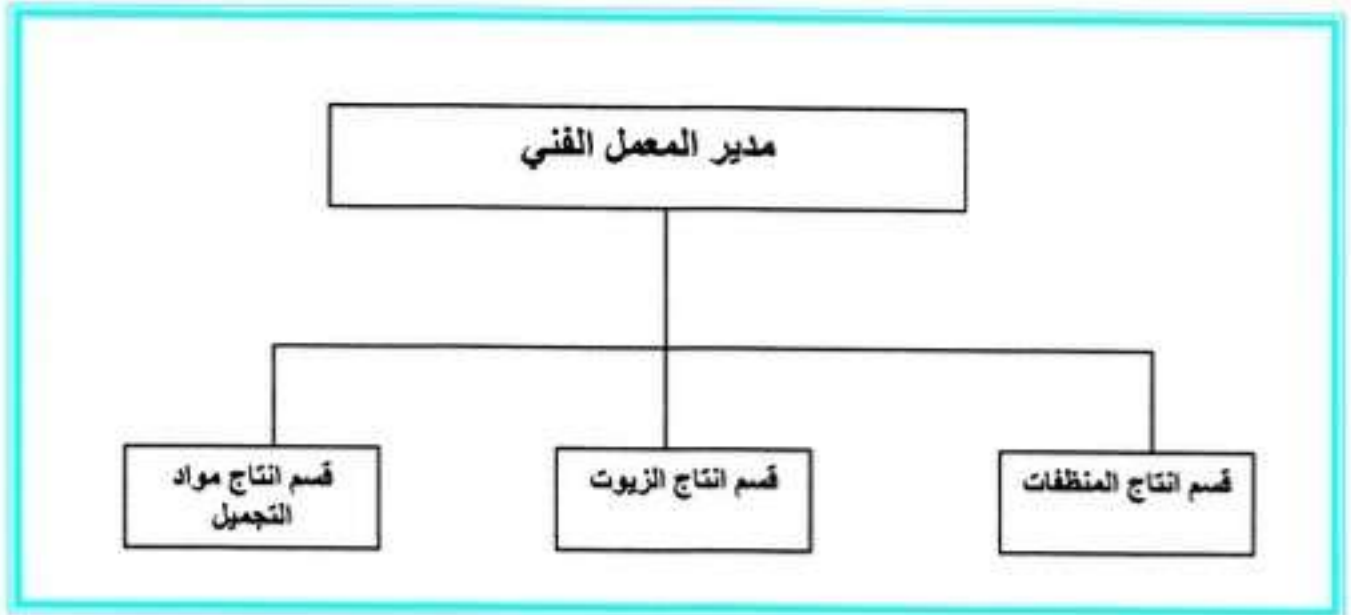 مدير المعمل الفني
قسم انتاج المنظفات
قسم انتاج الزيوت
قسم انتاج مواد
التجميل